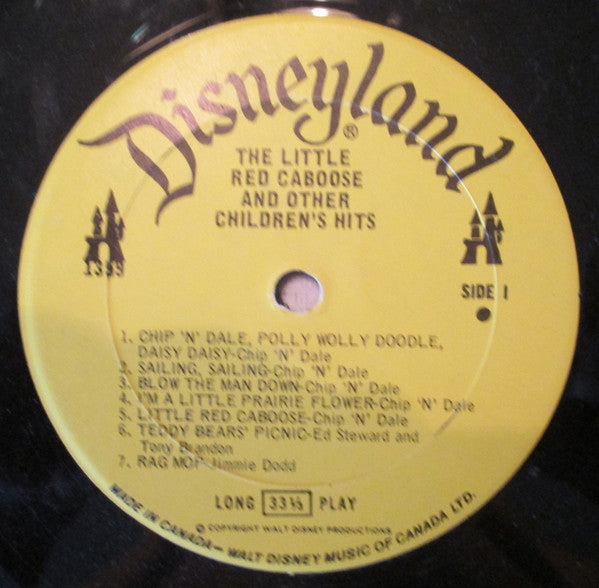 Disneyland®
THE LITTLE
RED CABOOSE
AND OTHER
CHILDREN'S HITS
1359
SIDE 1
1. CHIP 'N' DALE, POLLY WOLLY DOODLE,
DAISY DAISY-Chip 'N' Dale
2. SAILING, SAILING-Chip 'N' Dale
3. BLOW THE MAN DOWN-Chip 'N' Dale
4. I'M A LITTLE PRAIRIE FLOWER-Chip 'N' Dale
5. LITTLE RED CABOOSE-Chip 'N' Dale
6. TEDDY BEARS' PICNIC-Ed Steward and
Tony Brandon
7. RAG MOP-Jimmie Dodd
LONG 33⅓ PLAY
© COPYRIGHT WALT DISNEY PRODUCTIONS
MADE IN CANADA—WALT DISNEY MUSIC OF CANADA LTD.